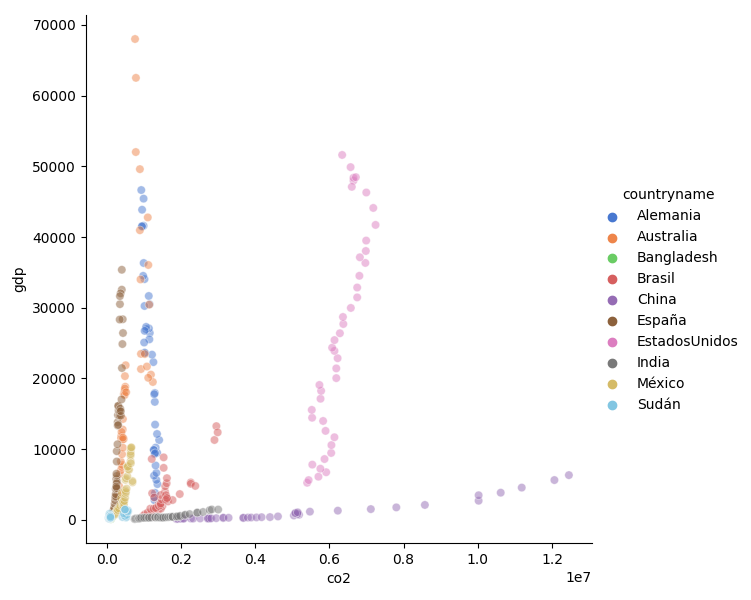 70000
60000
50000
40000
30000
20000
10000
0
gdp
0.0 0.2 0.4 0.6 0.8 1.0 1.2
1e7
co2
countryname
Alemania
Australia
Bangladesh
Brasil
China
España
EstadosUnidos
India
México
Sudán